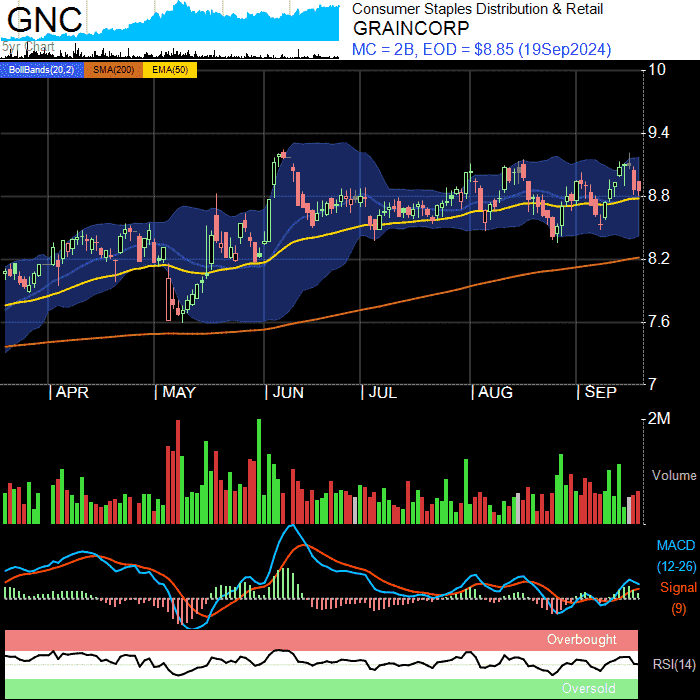 GNC
5yr Chart
Consumer Staples Distribution & Retail
GRAINCORP
MC = 2B, EOD = $8.85 (19Sep2024)
BollBands(20,2) SMA(200) EMA(50)
10
9.4
8.8
8.2
7.6
7
APR MAY JUN JUL AUG SEP
2M
Volume
MACD
(12-26)
Signal
(9)
Overbought
RSI(14)
Oversold